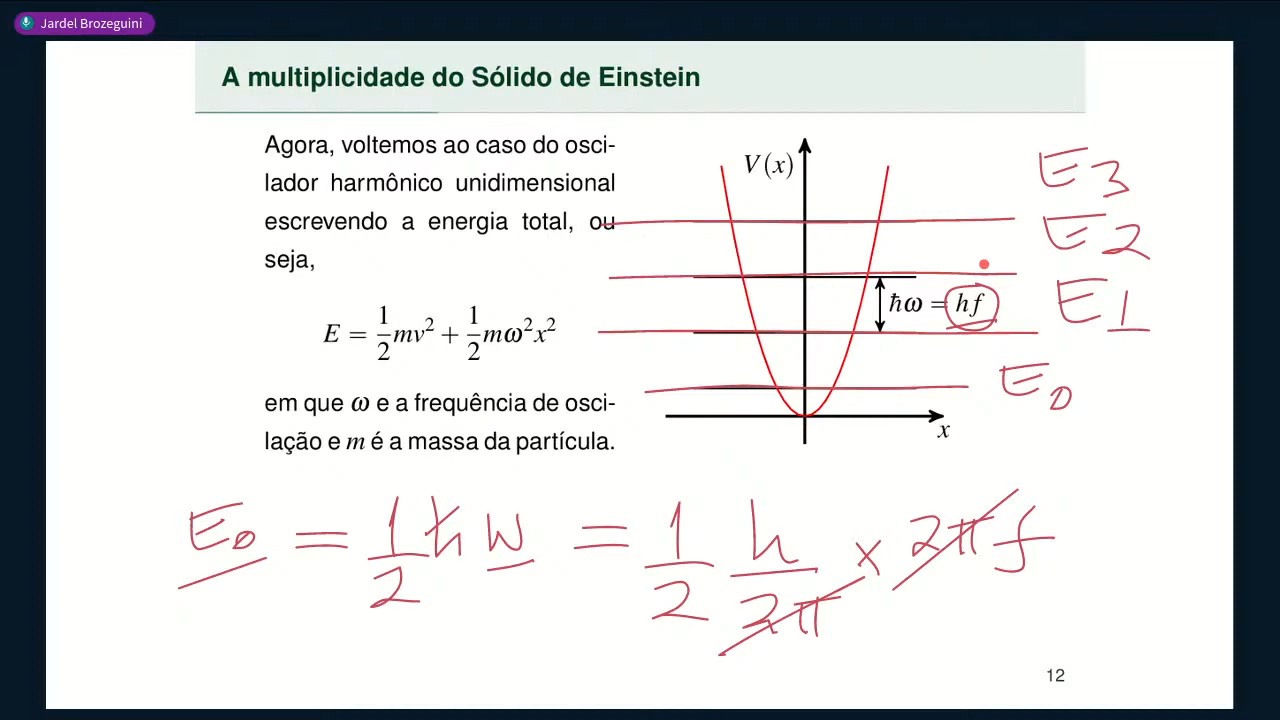 Jardel Brozeguini
A multiplicidade do Sólido de Einstein
Agora, voltemos ao caso do osci-
lador harmônico unidimensional
escrevendo a energia total, ou
seja,
E = 1/2 mv² + 1/2 mω²x²
em que ω e a frequência de osci-
lação e m é a massa da partícula.
V(x)
E3
E2
ħω = hf
E1
E0
x
E0 = 1/2 ħ w = 1/2 h/2π × 2π f
12